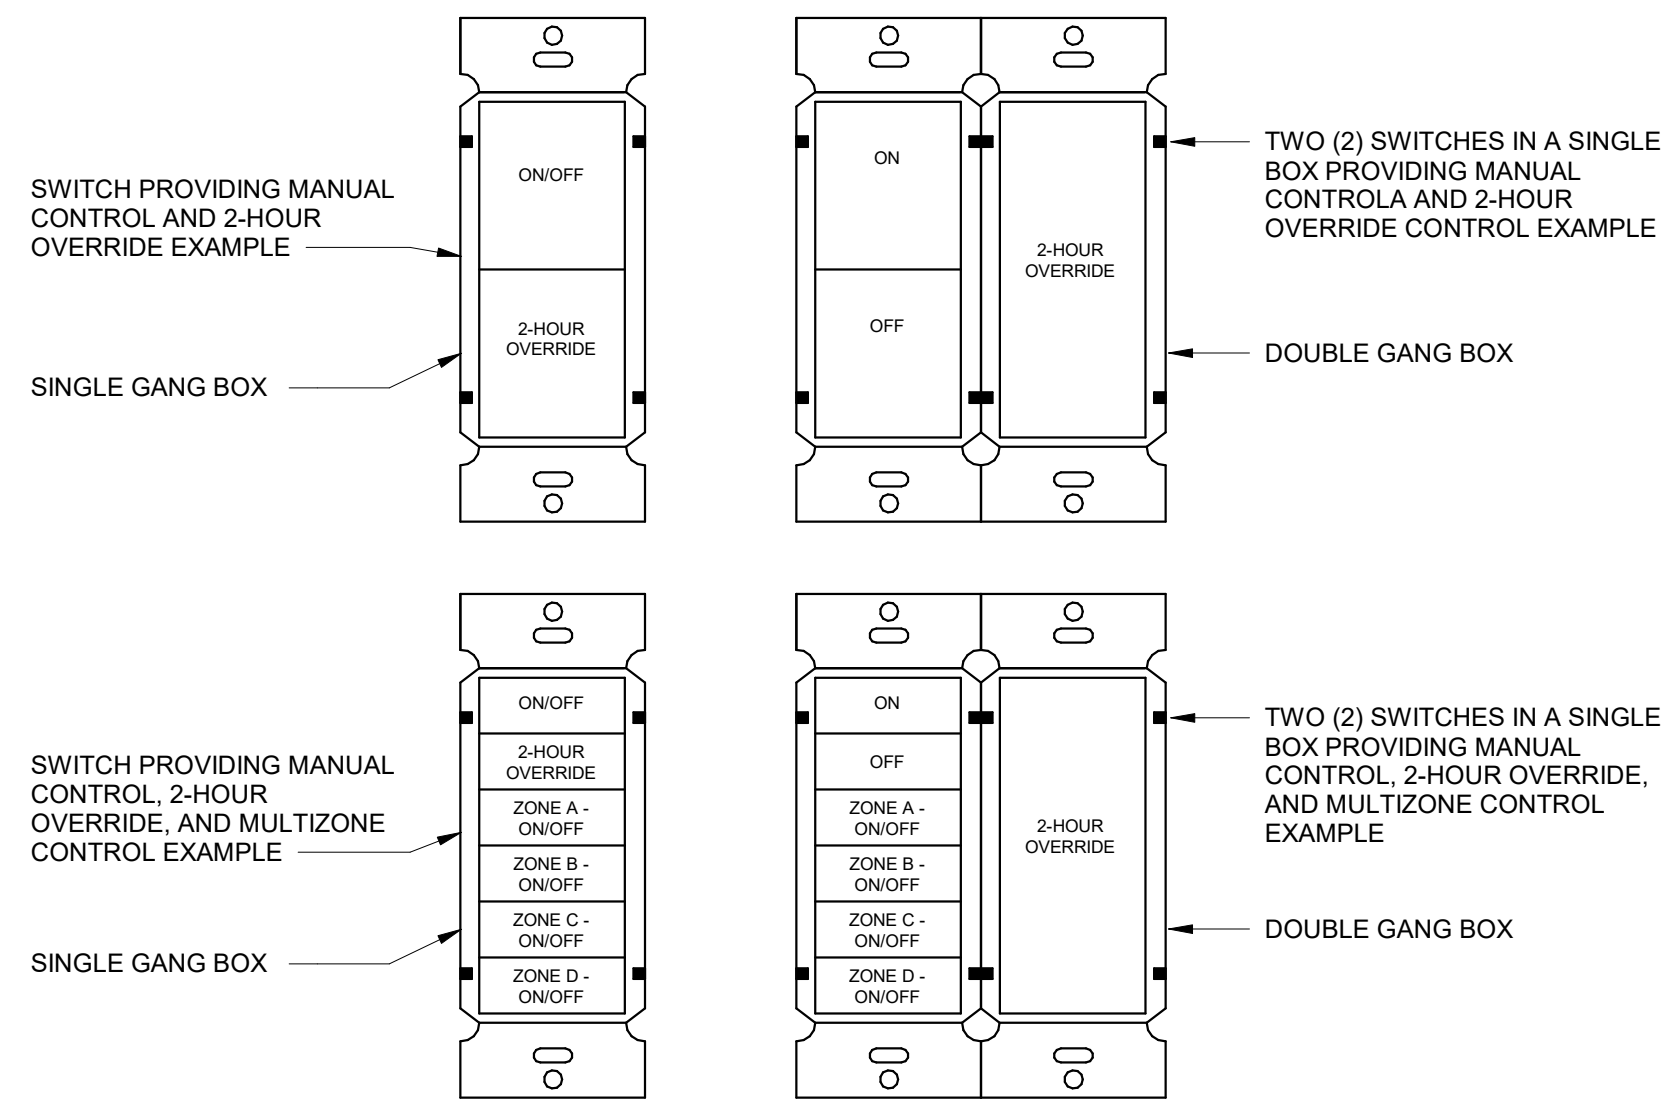 SWITCH PROVIDING MANUAL
CONTROL AND 2-HOUR
OVERRIDE EXAMPLE
SINGLE GANG BOX
ON/OFF
2-HOUR
OVERRIDE
ON
OFF
2-HOUR
OVERRIDE
TWO (2) SWITCHES IN A SINGLE
BOX PROVIDING MANUAL
CONTROLA AND 2-HOUR
OVERRIDE CONTROL EXAMPLE
DOUBLE GANG BOX
SWITCH PROVIDING MANUAL
CONTROL, 2-HOUR
OVERRIDE, AND MULTIZONE
CONTROL EXAMPLE
SINGLE GANG BOX
ON/OFF
2-HOUR
OVERRIDE
ZONE A -
ON/OFF
ZONE B -
ON/OFF
ZONE C -
ON/OFF
ZONE D -
ON/OFF
ON
OFF
ZONE A -
ON/OFF
ZONE B -
ON/OFF
ZONE C -
ON/OFF
ZONE D -
ON/OFF
2-HOUR
OVERRIDE
TWO (2) SWITCHES IN A SINGLE
BOX PROVIDING MANUAL
CONTROL, 2-HOUR OVERRIDE,
AND MULTIZONE CONTROL
EXAMPLE
DOUBLE GANG BOX